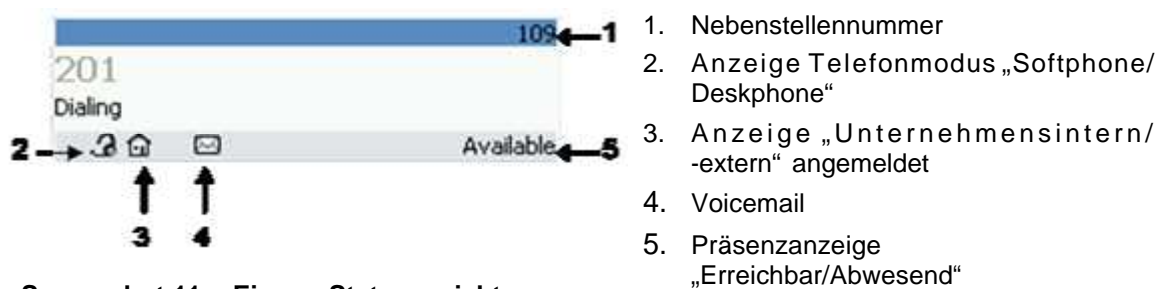 109
1
201
Dialing
2
Available
5
3
4
1. Nebenstellennummer
2. Anzeige Telefonmodus „Softphone/
Deskphone“
3. Anzeige „Unternehmensintern/
-extern“ angemeldet
4. Voicemail
5. Präsenzanzeige
„Erreichbar/Abwesend“